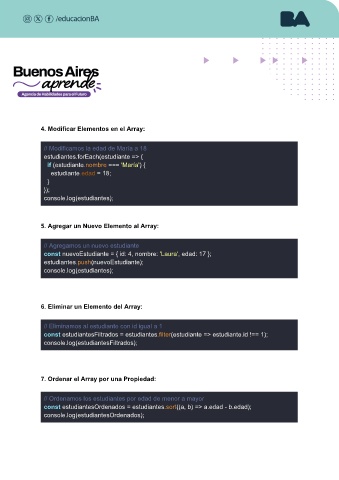 /educacionBA
BA
Buenos Aires
aprende
Agencia de Habilidades para el Futuro
4. Modificar Elementos en el Array:
// Modificamos la edad de María a 18
estudiantes.forEach(estudiante => {
if (estudiante.nombre === 'María') {
estudiante.edad = 18;
}
});
console.log(estudiantes);
5. Agregar un Nuevo Elemento al Array:
// Agregamos un nuevo estudiante
const nuevoEstudiante = { id: 4, nombre: 'Laura', edad: 17 };
estudiantes.push(nuevoEstudiante);
console.log(estudiantes);
6. Eliminar un Elemento del Array:
// Eliminamos al estudiante con id igual a 1
const estudiantesFiltrados = estudiantes.filter(estudiante => estudiante.id !== 1);
console.log(estudiantesFiltrados);
7. Ordenar el Array por una Propiedad:
// Ordenamos los estudiantes por edad de menor a mayor
const estudiantesOrdenados = estudiantes.sort((a, b) => a.edad - b.edad);
console.log(estudiantesOrdenados);